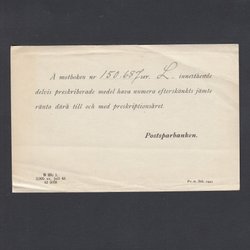 Å motboken nr 150.687 ser. L. innestående
delvis preskriberade medel hava numera efterskänkts jämte
ränta därå till och med preskriptionsåret.
Postsparbanken.